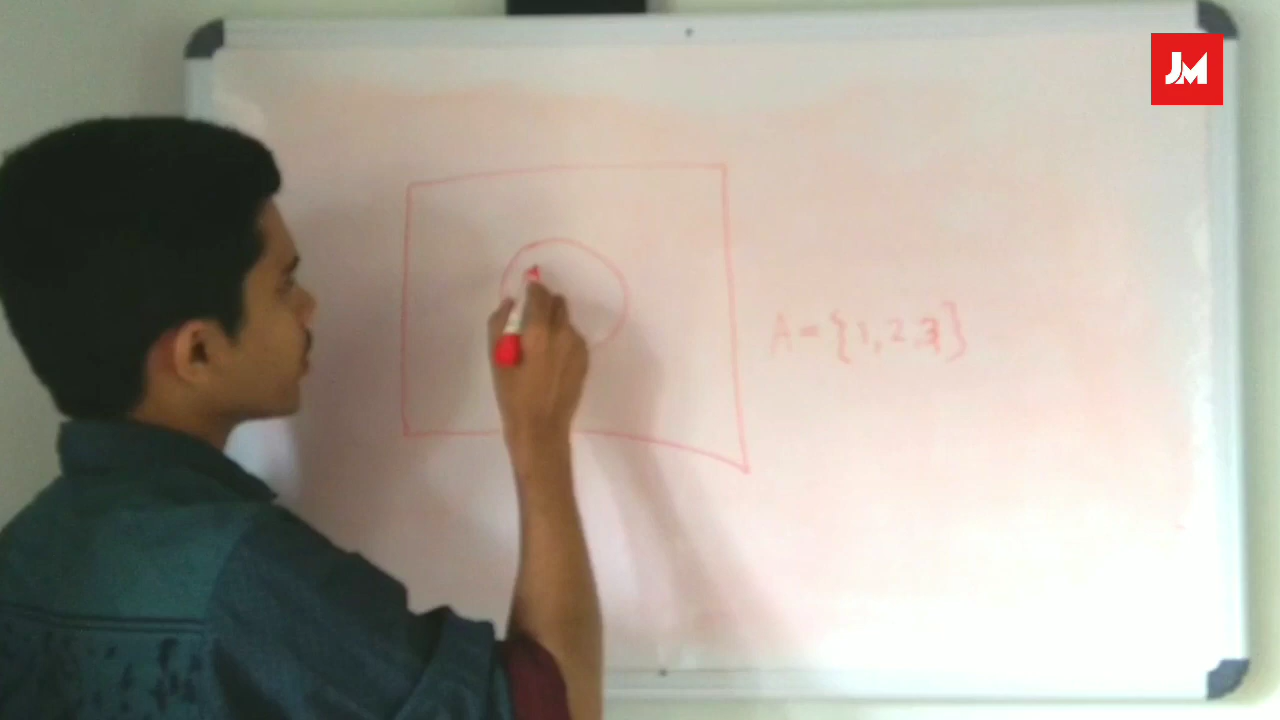 JM
A = {1,2,3}